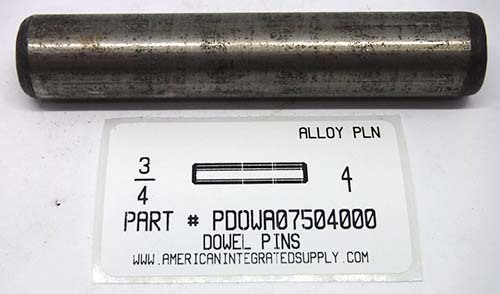 ALLOY PLN
3/4 4
PART # PDOWA07504000
DOWEL PINS
WWW.AMERICANINTEGRATEDSUPPLY.COM